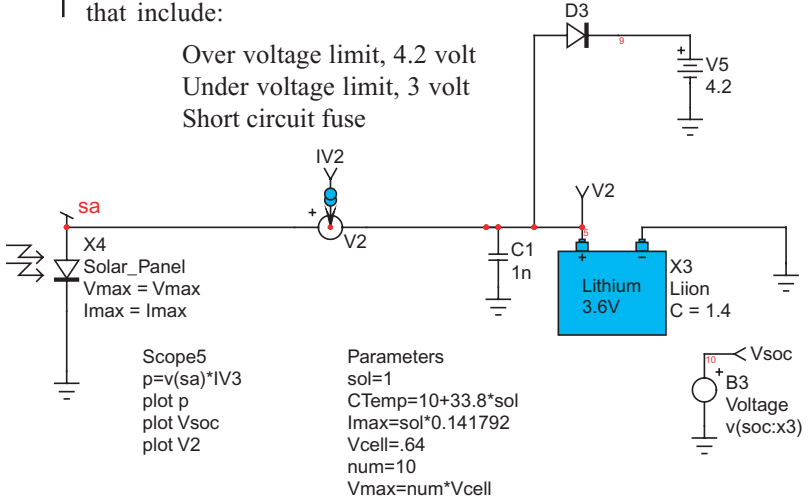 that include:
Over voltage limit, 4.2 volt
Under voltage limit, 3 volt
Short circuit fuse
D3
9
+
V5
4.2
IV2
sa
+
V2
V2
5
X4
Solar_Panel
Vmax = Vmax
Imax = Imax
C1
1n
+
−
Lithium
3.6V
X3
Liion
C = 1.4
Scope5
p=v(sa)*IV3
plot p
plot Vsoc
plot V2
Parameters
sol=1
CTemp=10+33.8*sol
Imax=sol*0.141792
Vcell=.64
num=10
Vmax=num*Vcell
Vsoc
10
+
B3
Voltage
v(soc:x3)